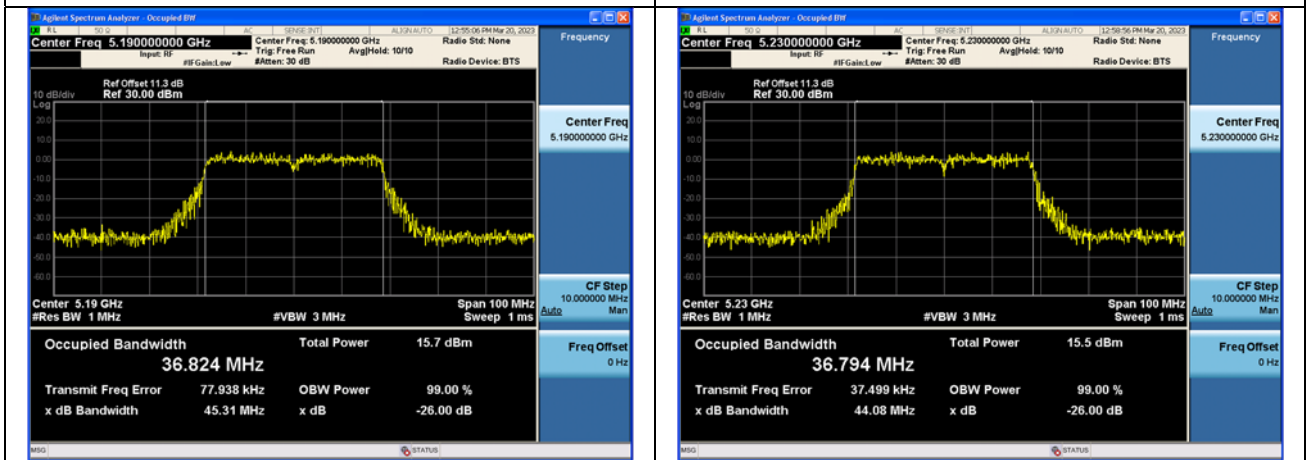 Agilent Spectrum Analyzer - Occupied BW
RL 50 Ω AC SENSE:INT ALIGN AUTO 12:55:06 PM Mar 20, 2023
Center Freq 5.190000000 GHz
Center Freq: 5.190000000 GHz
Radio Std: None
Input: RF
Trig: Free Run Avg|Hold: 10/10
#IFGain:Low
#Atten: 30 dB
Radio Device: BTS
Ref Offset 11.3 dB
10 dB/div Ref 30.00 dBm
Log
20.0
10.0
0.00
-10.0
-20.0
-30.0
-40.0
-50.0
-60.0
Center 5.19 GHz
Span 100 MHz
#Res BW 1 MHz
#VBW 3 MHz
Sweep 1 ms
Occupied Bandwidth
Total Power 15.7 dBm
36.824 MHz
Transmit Freq Error 77.938 kHz OBW Power 99.00 %
x dB Bandwidth 45.31 MHz x dB -26.00 dB
MSG
STATUS
Frequency
Center Freq
5.190000000 GHz
CF Step
10.000000 MHz
Auto Man
Freq Offset
0 Hz
Agilent Spectrum Analyzer - Occupied BW
RL 50 Ω AC SENSE:INT ALIGN AUTO 12:58:56 PM Mar 20, 2023
Center Freq 5.230000000 GHz
Center Freq: 5.230000000 GHz
Radio Std: None
Input: RF
Trig: Free Run Avg|Hold: 10/10
#IFGain:Low
#Atten: 30 dB
Radio Device: BTS
Ref Offset 11.3 dB
10 dB/div Ref 30.00 dBm
Log
20.0
10.0
0.00
-10.0
-20.0
-30.0
-40.0
-50.0
-60.0
Center 5.23 GHz
Span 100 MHz
#Res BW 1 MHz
#VBW 3 MHz
Sweep 1 ms
Occupied Bandwidth
Total Power 15.5 dBm
36.794 MHz
Transmit Freq Error 37.499 kHz OBW Power 99.00 %
x dB Bandwidth 44.08 MHz x dB -26.00 dB
MSG
STATUS
Frequency
Center Freq
5.230000000 GHz
CF Step
10.000000 MHz
Auto Man
Freq Offset
0 Hz